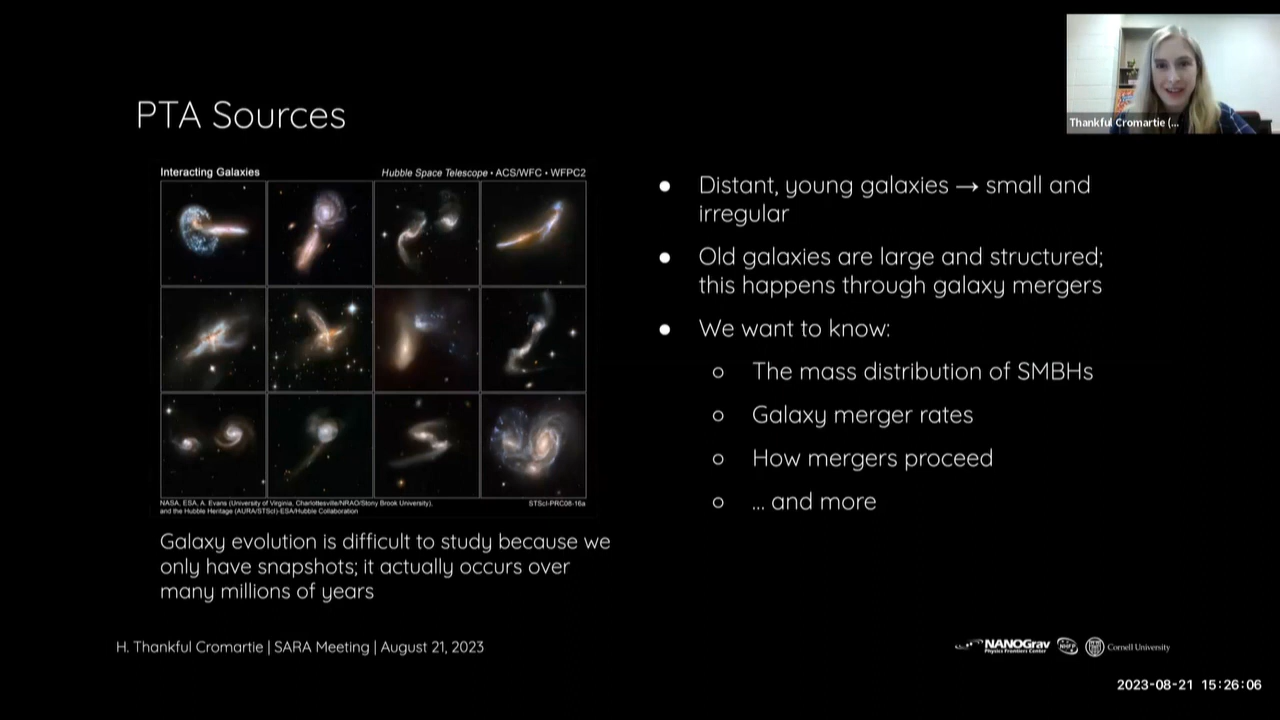 Thankful Cromartie (...
PTA Sources
Interacting Galaxies
Hubble Space Telescope • ACS/WFC • WFPC2
NASA, ESA, A. Evans (University of Virginia, Charlottesville/NRAO/Stony Brook University),
and the Hubble Heritage (AURA/STScI)-ESA/Hubble Collaboration
STScI-PRC08-16a
Galaxy evolution is difficult to study because we
only have snapshots; it actually occurs over
many millions of years
● Distant, young galaxies → small and
irregular
● Old galaxies are large and structured;
this happens through galaxy mergers
● We want to know:
○ The mass distribution of SMBHs
○ Galaxy merger rates
○ How mergers proceed
○ ... and more
H. Thankful Cromartie | SARA Meeting | August 21, 2023
NANOGrav
Physics Frontiers Center
NHFP
Cornell University
2023-08-21 15:26:06